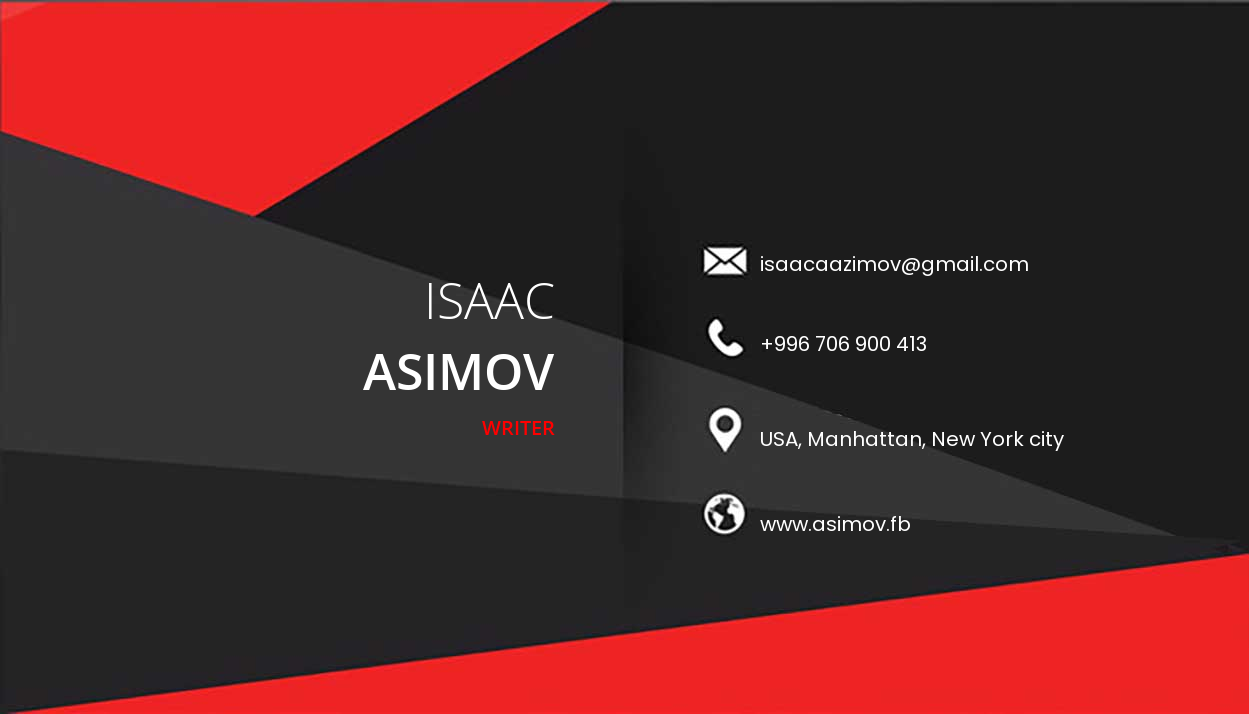 ISAAC
ASIMOV
WRITER
isaacaazimov@gmail.com
+996 706 900 413
USA, Manhattan, New York city
www.asimov.fb